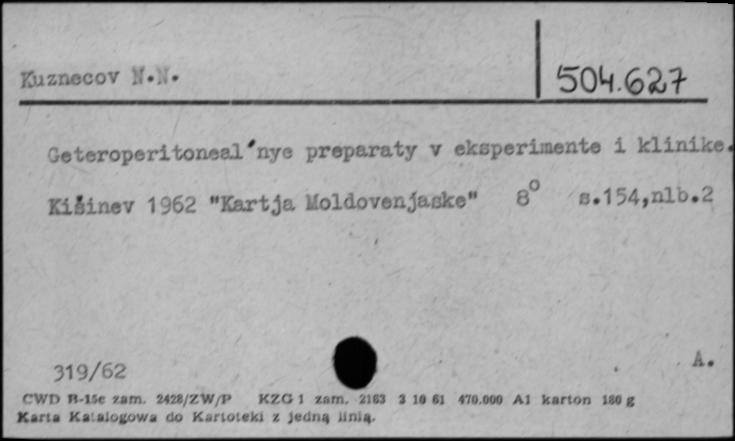 Kuznecov N.N.
504.627
Geteroperitoneal'nye preparaty v eksperimente i klinike.
Kišinev 1962 "Kartja Moldovenjaske" 8° s.154,nlb.2
319/62
A.
CWD B-15c zam. 2428/ZW/P KZG 1 zam. 2163 3 10 61 470.000 A1 karton 180 g
Karta Katalogowa do Kartoteki z jedną linią.